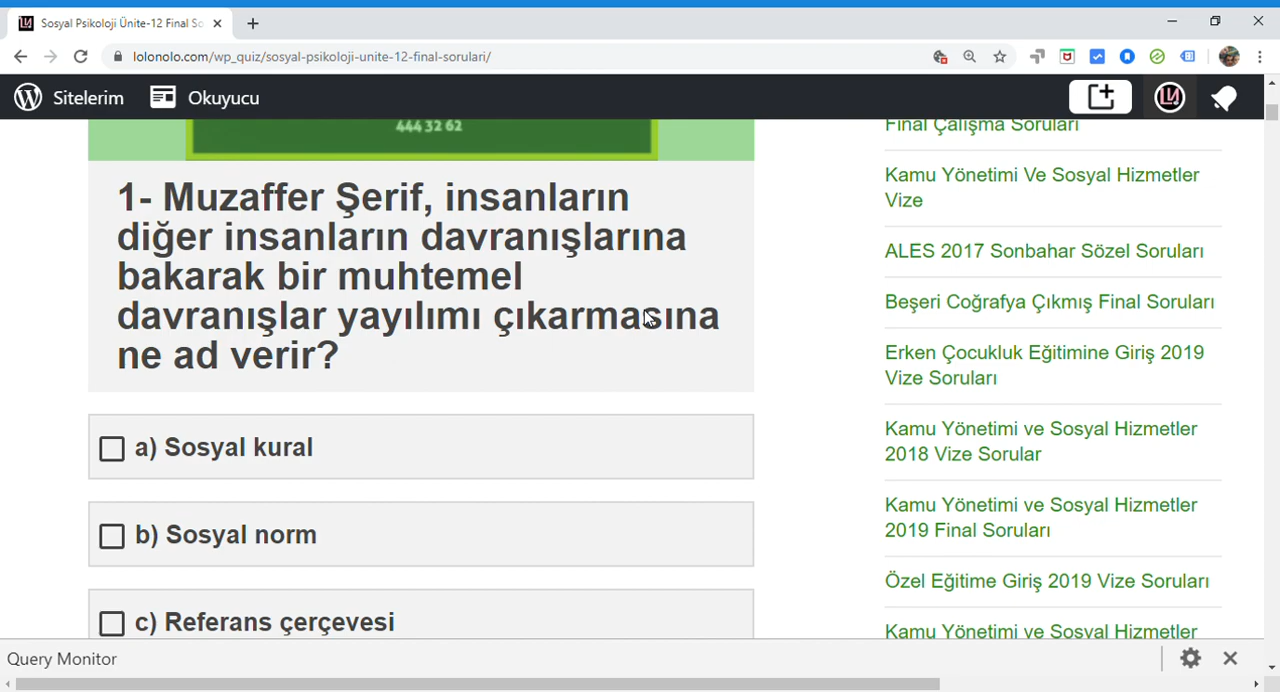 Sosyal Psikoloji Ünite-12 Final So
lolonolo.com/wp_quiz/sosyal-psikoloji-unite-12-final-sorulari/
Sitelerim
Okuyucu
444 32 62
1- Muzaffer Şerif, insanların
diğer insanların davranışlarına
bakarak bir muhtemel
davranışlar yayılımı çıkarmasına
ne ad verir?
a) Sosyal kural
b) Sosyal norm
c) Referans çerçevesi
Final Çalışma Soruları
Kamu Yönetimi Ve Sosyal Hizmetler
Vize
ALES 2017 Sonbahar Sözel Soruları
Beşeri Coğrafya Çıkmış Final Soruları
Erken Çocukluk Eğitimine Giriş 2019
Vize Soruları
Kamu Yönetimi ve Sosyal Hizmetler
2018 Vize Sorular
Kamu Yönetimi ve Sosyal Hizmetler
2019 Final Soruları
Özel Eğitime Giriş 2019 Vize Soruları
Kamu Yönetimi ve Sosyal Hizmetler
Query Monitor